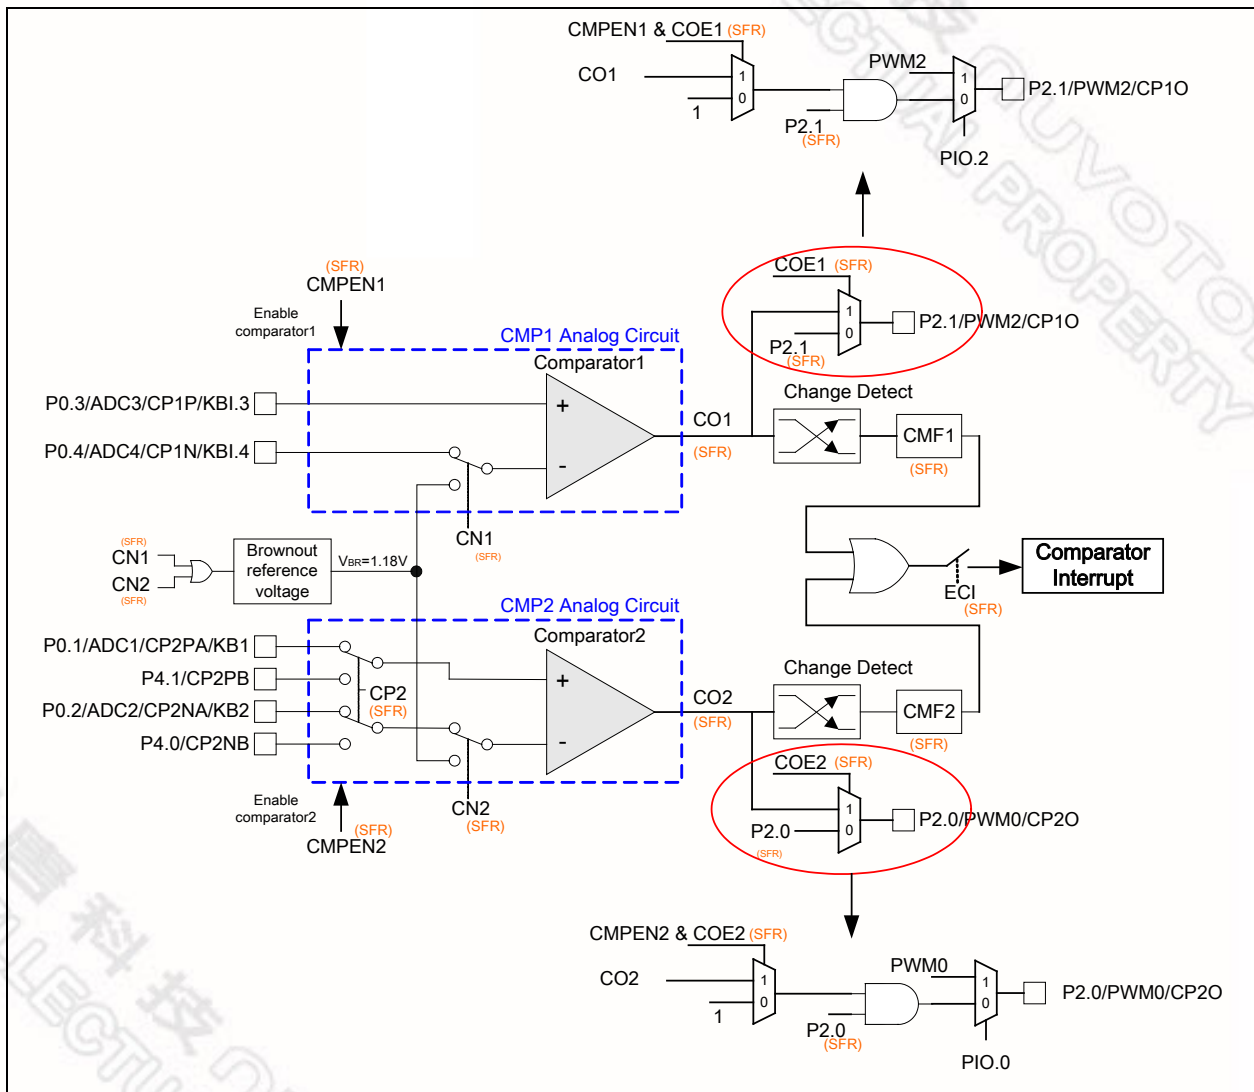 CMPEN1 & COE1 (SFR)
CO1
1
0
1
P2.1
(SFR)
PWM2
1
0
P2.1/PWM2/CP1O
PIO.2
(SFR)
CMPEN1
Enable
comparator1
COE1 (SFR)
1
0
P2.1/PWM2/CP1O
P2.1
(SFR)
CMP1 Analog Circuit
Comparator1
P0.3/ADC3/CP1P/KBI.3
+
P0.4/ADC4/CP1N/KBI.4
-
CO1
(SFR)
Change Detect
CMF1
(SFR)
CN1
(SFR)
(SFR)
CN1
CN2
(SFR)
Brownout
reference
voltage
VBR=1.18V
ECI
(SFR)
Comparator
Interrupt
CMP2 Analog Circuit
Comparator2
P0.1/ADC1/CP2PA/KB1
P4.1/CP2PB
P0.2/ADC2/CP2NA/KB2
P4.0/CP2NB
CP2
(SFR)
+
-
CO2
(SFR)
Change Detect
CMF2
(SFR)
CN2
(SFR)
Enable
comparator2
(SFR)
CMPEN2
COE2 (SFR)
1
0
P2.0
(SFR)
P2.0/PWM0/CP2O
CMPEN2 & COE2 (SFR)
CO2
1
0
1
P2.0
(SFR)
PWM0
1
0
P2.0/PWM0/CP2O
PIO.0